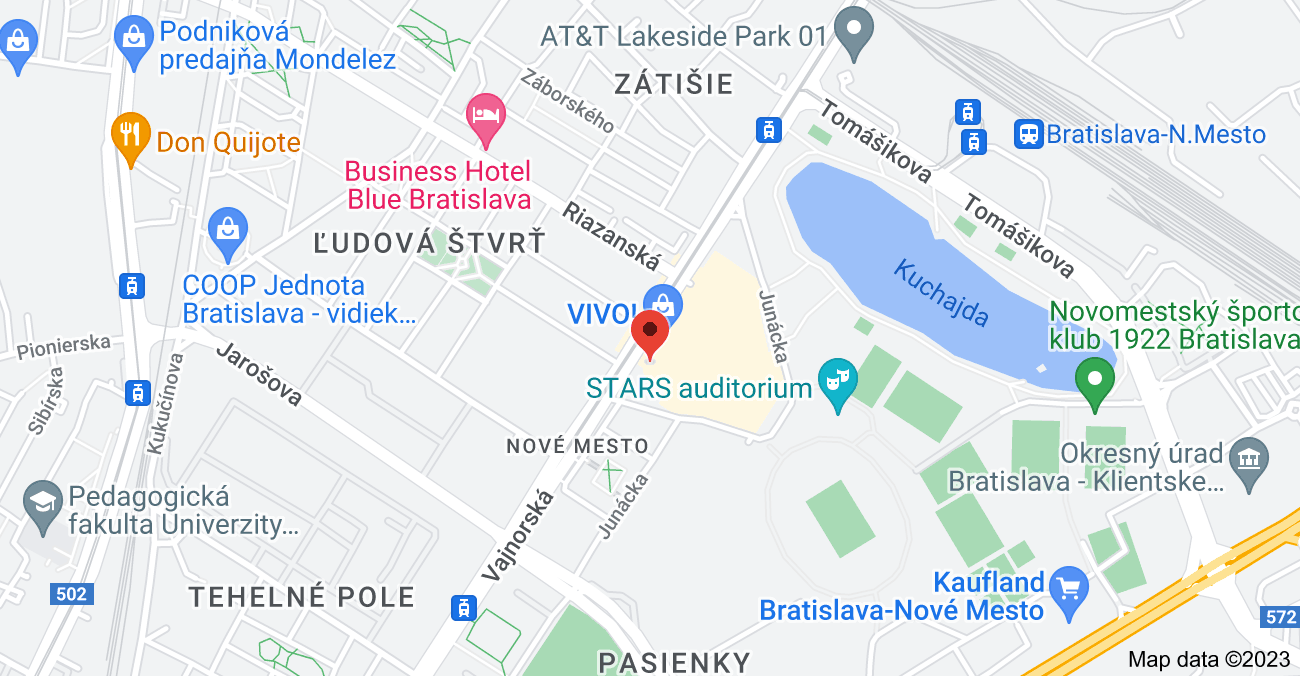 Podniková
predajňa Mondelez
AT&T Lakeside Park 01
ZÁTIŠIE
Záborského
Tomášikova
Bratislava-N.Mesto
Don Quijote
Business Hotel
Blue Bratislava
Riazanská
Tomášikova
ĽUDOVÁ ŠTVRŤ
COOP Jednota
Bratislava - vidiek...
VIVO!
Junácka
Kuchajda
Novomestský športo
klub 1922 Bratislava
Pionierska
Jarošova
Sibírska
Kukučínova
STARS auditorium
NOVÉ MESTO
Okresný úrad
Bratislava - Klientske...
Pedagogická
fakulta Univerzity...
Junácka
Vajnorská
502
TEHELNÉ POLE
Kaufland
Bratislava-Nové Mesto
572
PASIENKY
Map data ©2023